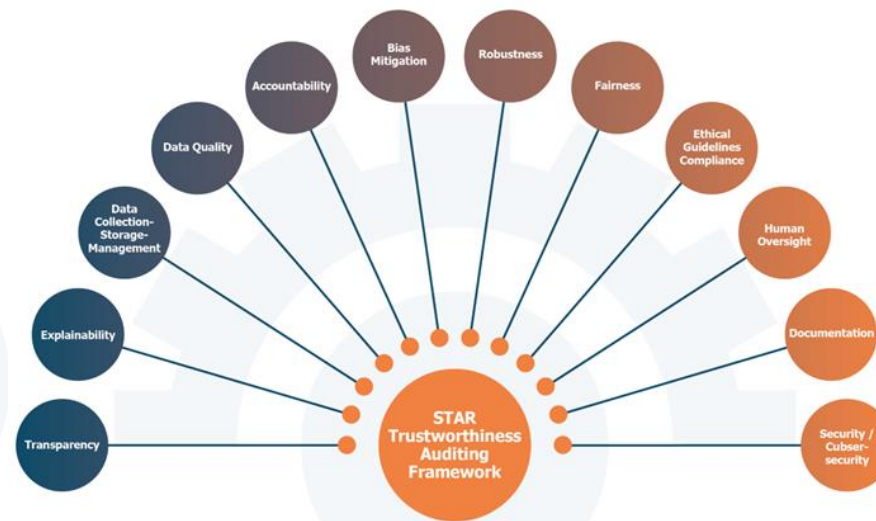 Bias
Mitigation
Robustness
Accountability
Fairness
Data Quality
Ethical
Guidelines
Compliance
Data
Collection-
Storage-
Management
Human
Oversight
Explainability
Documentation
STAR
Trustworthiness
Auditing
Framework
Transparency
Security /
Cubser-
security